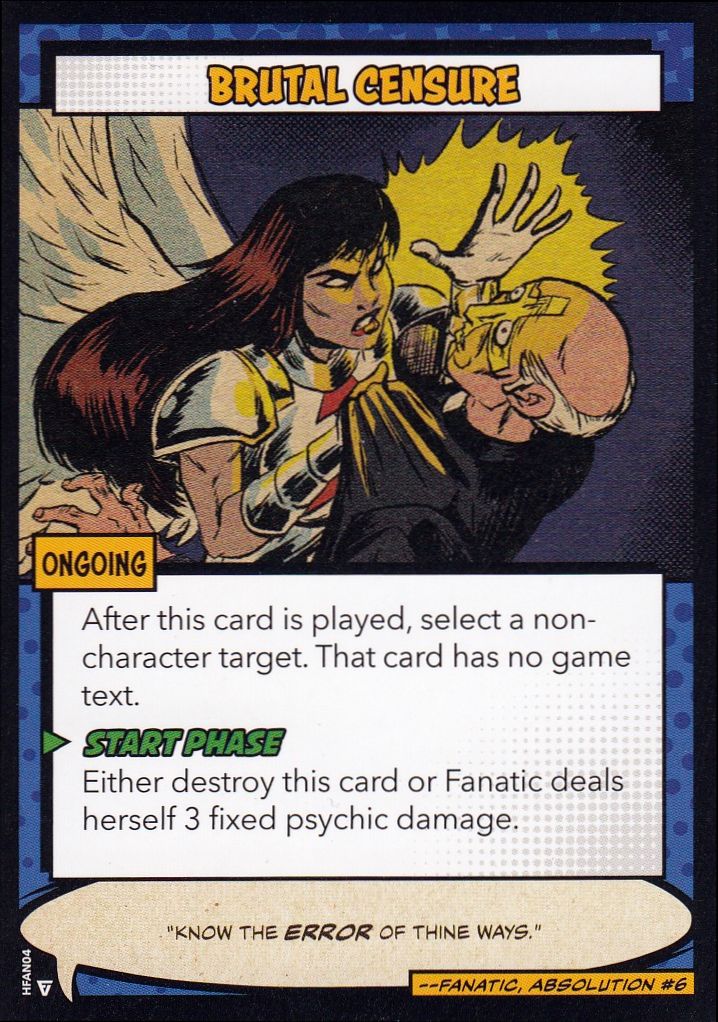 BRUTAL CENSURE
ONGOING
After this card is played, select a non-
character target. That card has no game
text.
START PHASE
Either destroy this card or Fanatic deals
herself 3 fixed psychic damage.
"KNOW THE ERROR OF THINE WAYS."
--FANATIC, ABSOLUTION #6
HFAN04